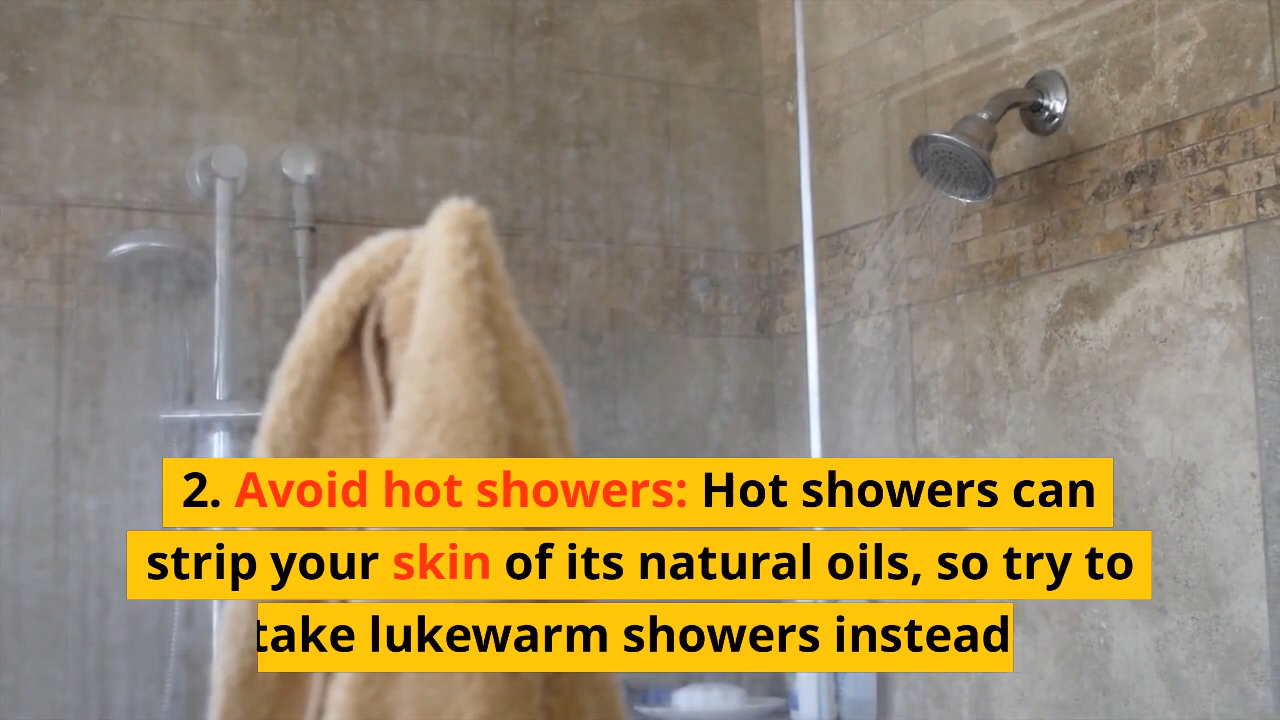 2. Avoid hot showers: Hot showers can
strip your skin of its natural oils, so try to
take lukewarm showers instead